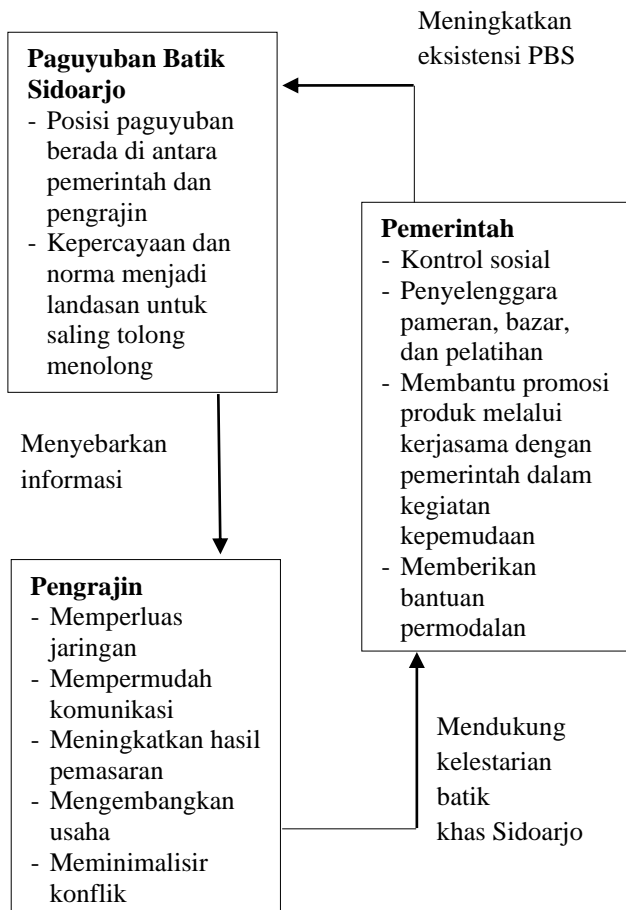 Meningkatkan
eksistensi PBS
Paguyuban Batik
Sidoarjo
- Posisi paguyuban
berada di antara
pemerintah dan
pengrajin
- Kepercayaan dan
norma menjadi
landasan untuk
saling tolong
menolong
Pemerintah
- Kontrol sosial
- Penyelenggara
pameran, bazar,
dan pelatihan
- Membantu promosi
produk melalui
kerjasama dengan
pemerintah dalam
kegiatan
kepemudaan
- Memberikan
bantuan
permodalan
Menyebarkan
informasi
Pengrajin
- Memperluas
jaringan
- Mempermudah
komunikasi
- Meningkatkan hasil
pemasaran
- Mengembangkan
usaha
- Meminimalisir
konflik
Mendukung
kelestarian
batik
khas Sidoarjo